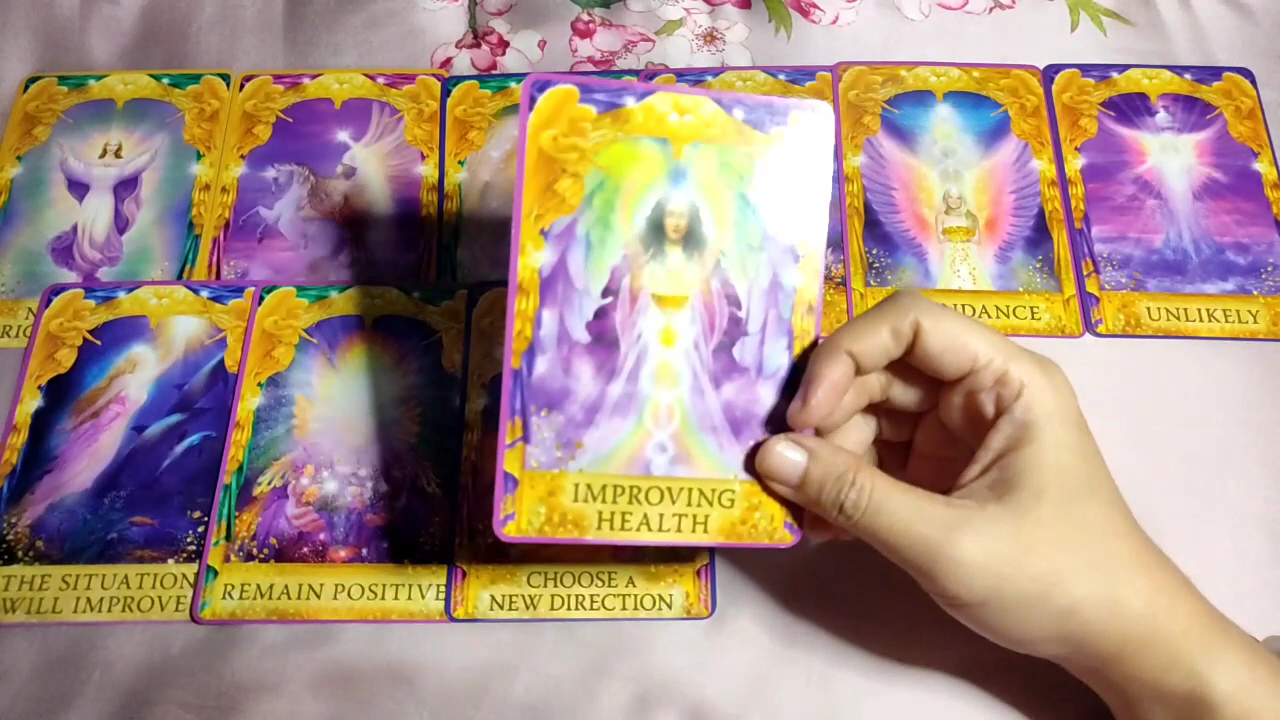 UNLIKELY
THE SITUATION
WILL IMPROVE
REMAIN POSITIVE
CHOOSE A
NEW DIRECTION
IMPROVING
HEALTH